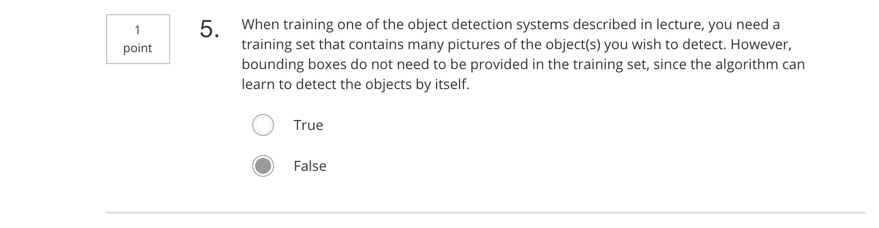 1
point
5.
When training one of the object detection systems described in lecture, you need a
training set that contains many pictures of the object(s) you wish to detect. However,
bounding boxes do not need to be provided in the training set, since the algorithm can
learn to detect the objects by itself.
True
False